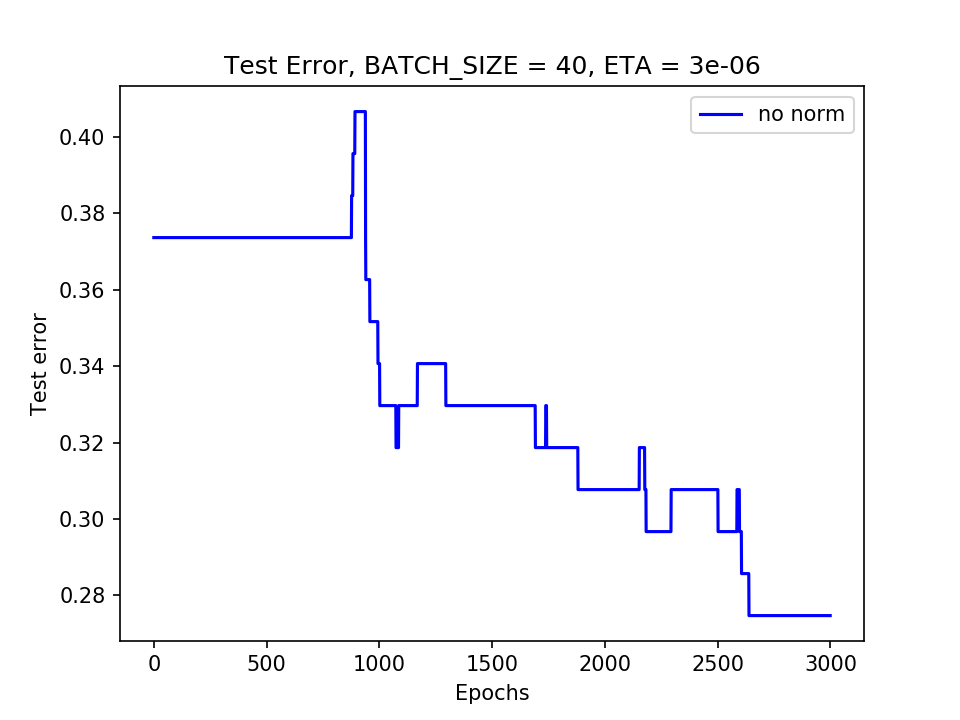 Test Error, BATCH_SIZE = 40, ETA = 3e-06
no norm
0.40
0.38
0.36
0.34
0.32
0.30
0.28
Test error
0 500 1000 1500 2000 2500 3000
Epochs